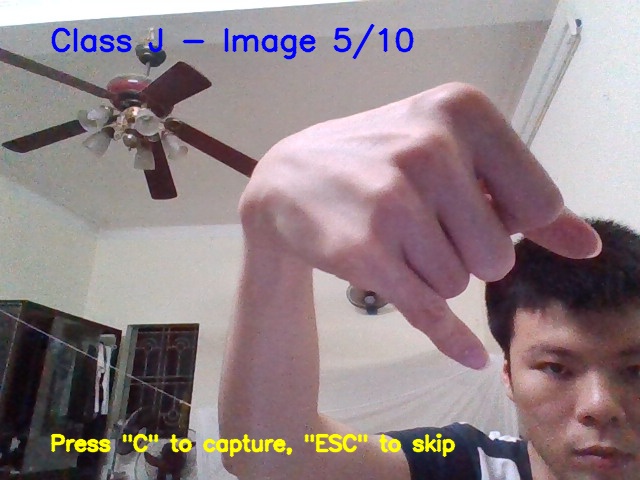 Class J - Image 5/10
Press "C" to capture, "ESC" to skip